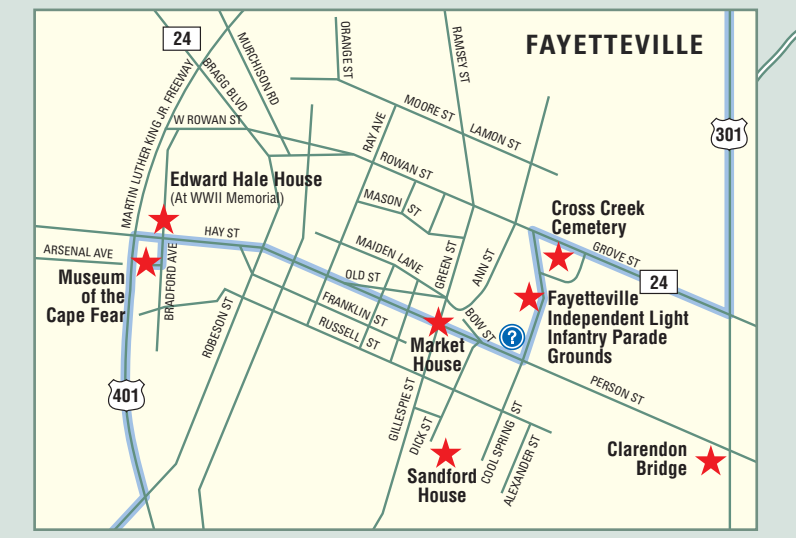 FAYETTEVILLE
24
MURCHISON RD
BRAGG BLVD
ORANGE ST
RAMSEY ST
MARTIN LUTHER KING JR. FREEWAY
W ROWAN ST
RAY AVE
MOORE ST
LAMON ST
301
ROWAN ST
Edward Hale House
(At WWII Memorial)
MASON ST
Cross Creek
Cemetery
HAY ST
MAIDEN LANE
GREEN ST
ANN ST
GROVE ST
24
ARSENAL AVE
BRADFORD AVE
OLD ST
Museum
of the
Cape Fear
ROBESON ST
FRANKLIN ST
RUSSELL ST
BOW ST
?
Market
House
Fayetteville
Independent Light
Infantry Parade
Grounds
401
GILLESPIE ST
DICK ST
PERSON ST
COOL SPRING ST
ALEXANDER ST
Sandford
House
Clarendon
Bridge